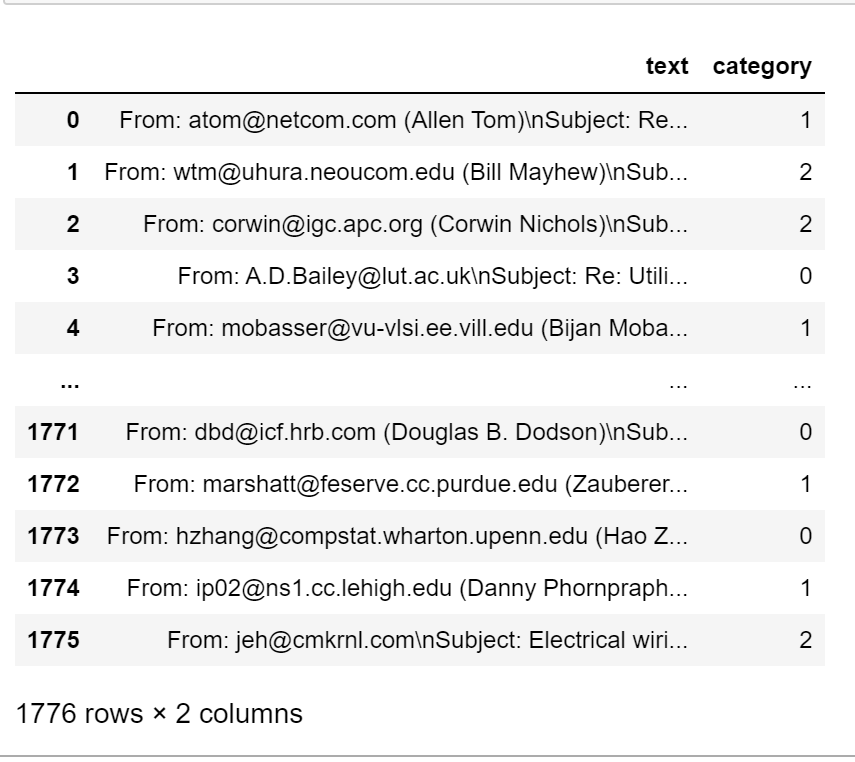 text category
0 From: atom@netcom.com (Allen Tom)\nSubject: Re... 1
1 From: wtm@uhura.neoucom.edu (Bill Mayhew)\nSub... 2
2 From: corwin@igc.apc.org (Corwin Nichols)\nSub... 2
3 From: A.D.Bailey@lut.ac.uk\nSubject: Re: Utili... 0
4 From: mobasser@vu-vlsi.ee.vill.edu (Bijan Moba... 1
... ... ...
1771 From: dbd@icf.hrb.com (Douglas B. Dodson)\nSub... 0
1772 From: marshatt@feserve.cc.purdue.edu (Zauberer... 1
1773 From: hzhang@compstat.wharton.upenn.edu (Hao Z... 0
1774 From: ip02@ns1.cc.lehigh.edu (Danny Phornpraph... 1
1775 From: jeh@cmkrnl.com\nSubject: Electrical wiri... 2
1776 rows × 2 columns